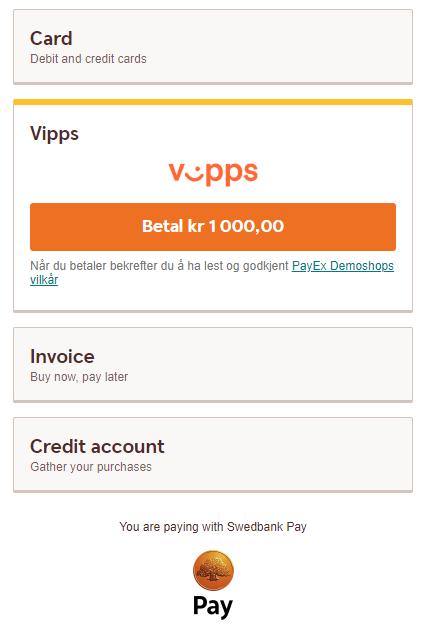 Card
Debit and credit cards
Vipps
vipps
Betal kr 1 000,00
Når du betaler bekrefter du å ha lest og godkjent PayEx Demoshops
vilkår
Invoice
Buy now, pay later
Credit account
Gather your purchases
You are paying with Swedbank Pay
Pay